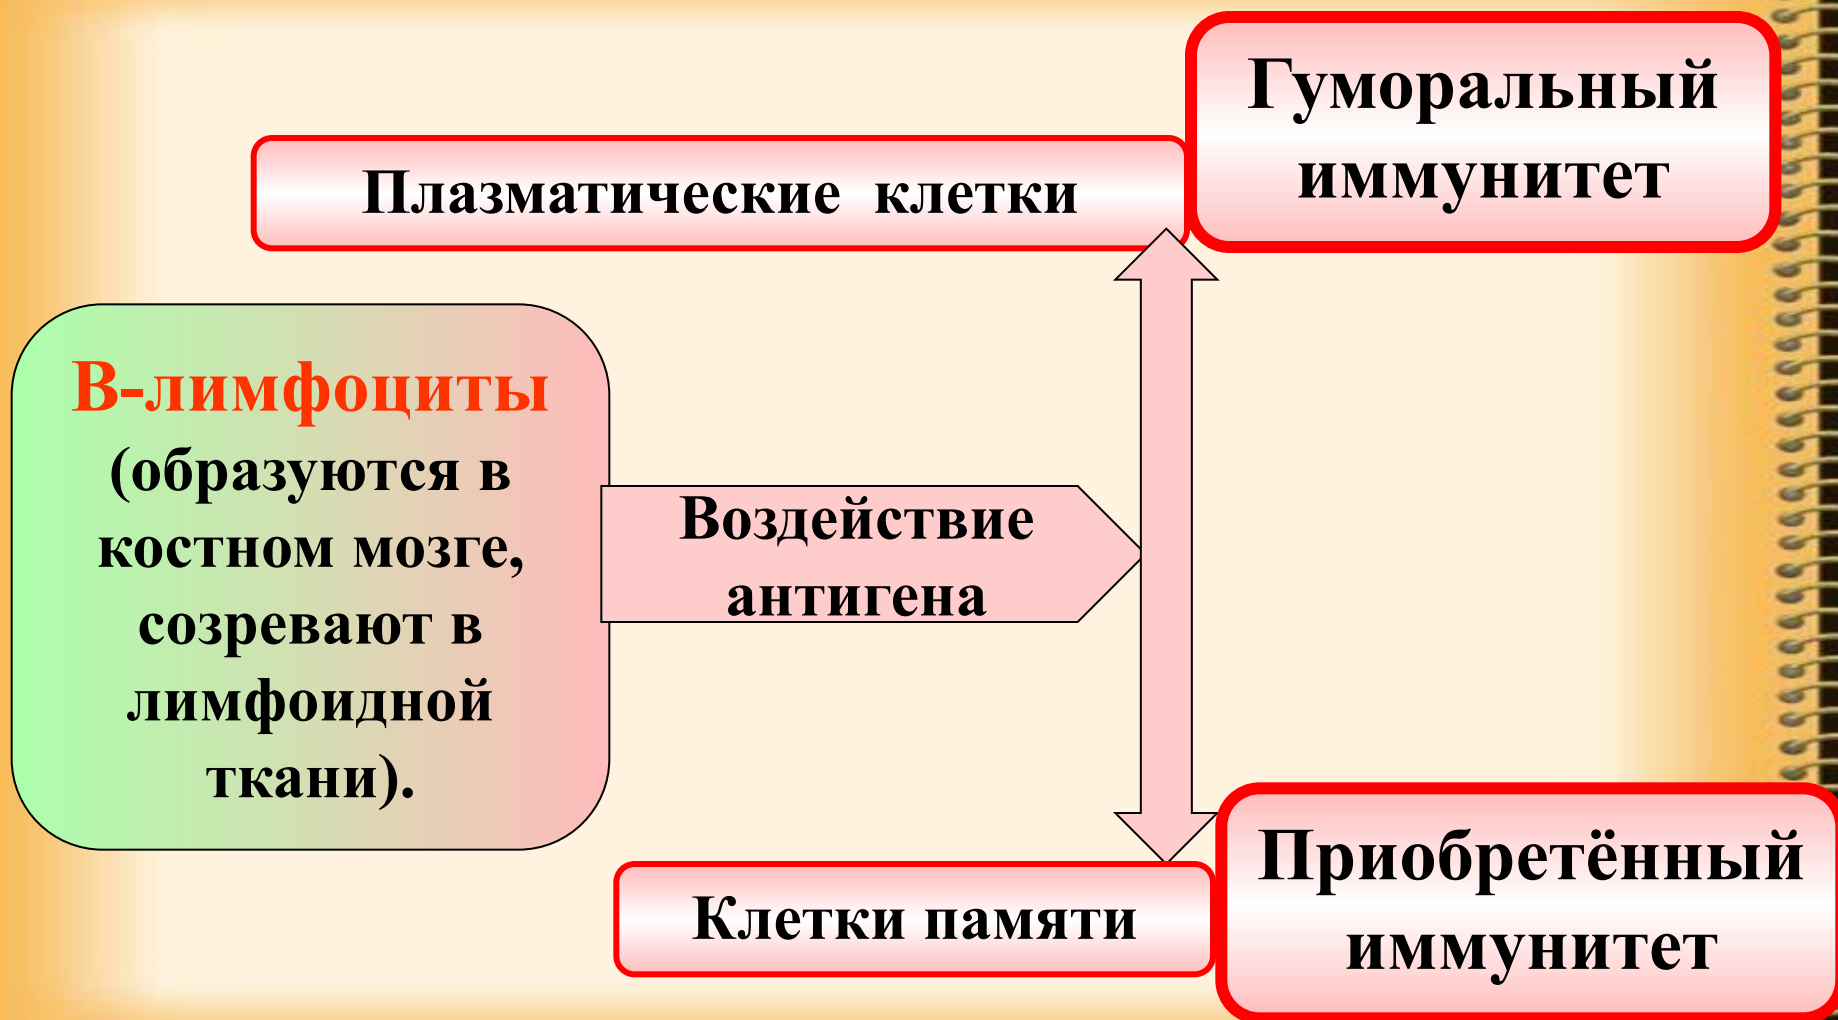 Гуморальный
иммунитет
Плазматические клетки
В-лимфоциты
(образуются в
костном мозге,
созревают в
лимфоидной
ткани).
Воздействие
антигена
Клетки памяти
Приобретённый
иммунитет